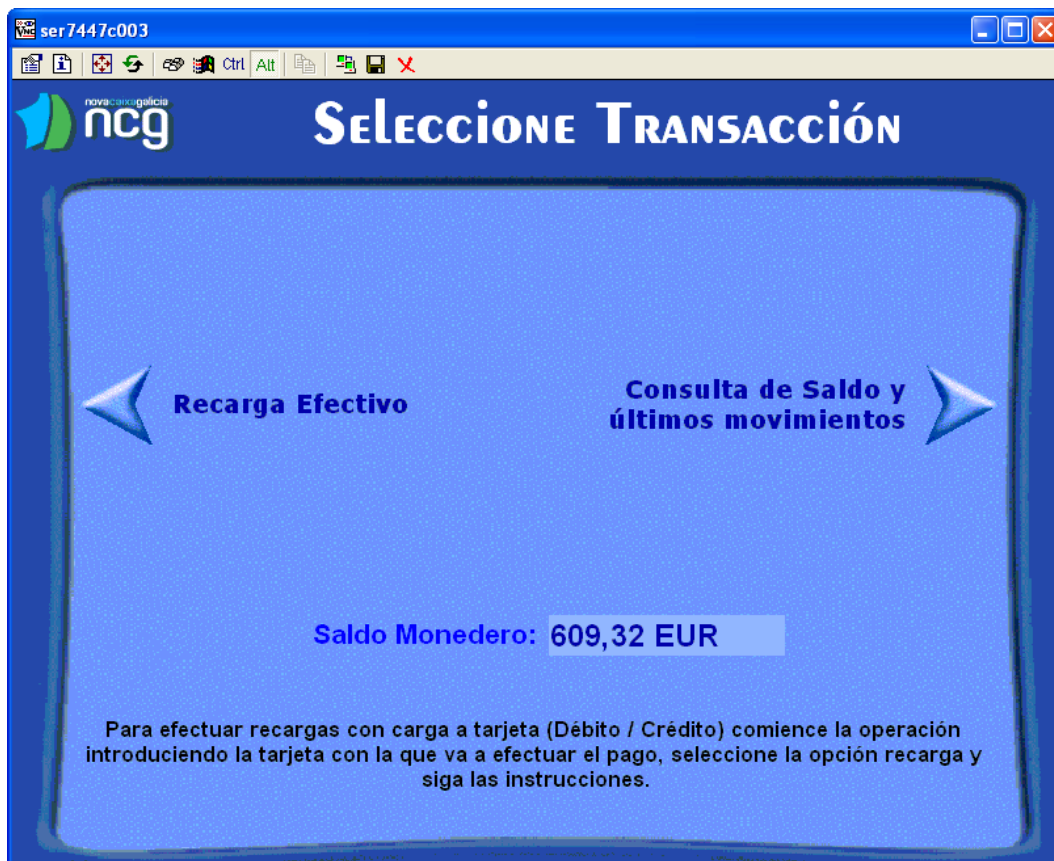 ser7447c003
Ctrl Alt
novacaixagalicia
ncg
Seleccione Transacción
Recarga Efectivo
Consulta de Saldo y
últimos movimientos
Saldo Monedero: 609,32 EUR
Para efectuar recargas con carga a tarjeta (Débito / Crédito) comience la operación
introduciendo la tarjeta con la que va a efectuar el pago, seleccione la opción recarga y
siga las instrucciones.